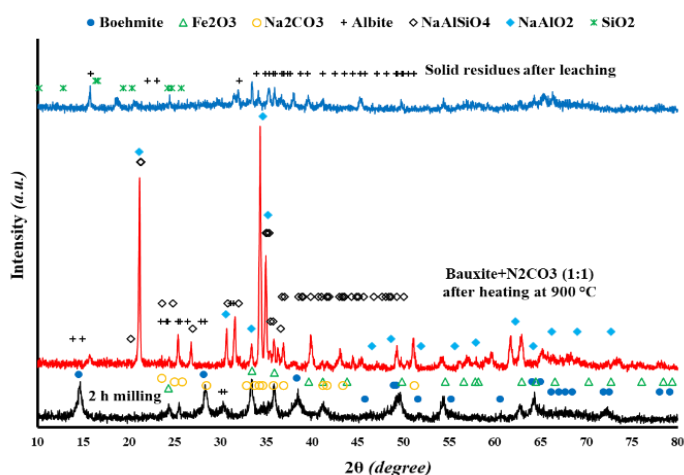 Boehmite Fe2O3 Na2CO3 Albite NaAlSiO4 NaAlO2 SiO2
Solid residues after leaching
Bauxite+N2CO3 (1:1)
after heating at 900 °C
2 h milling
Intensity (a.u.)
10 15 20 25 30 35 40 45 50 55 60 65 70 75 80
2θ (degree)